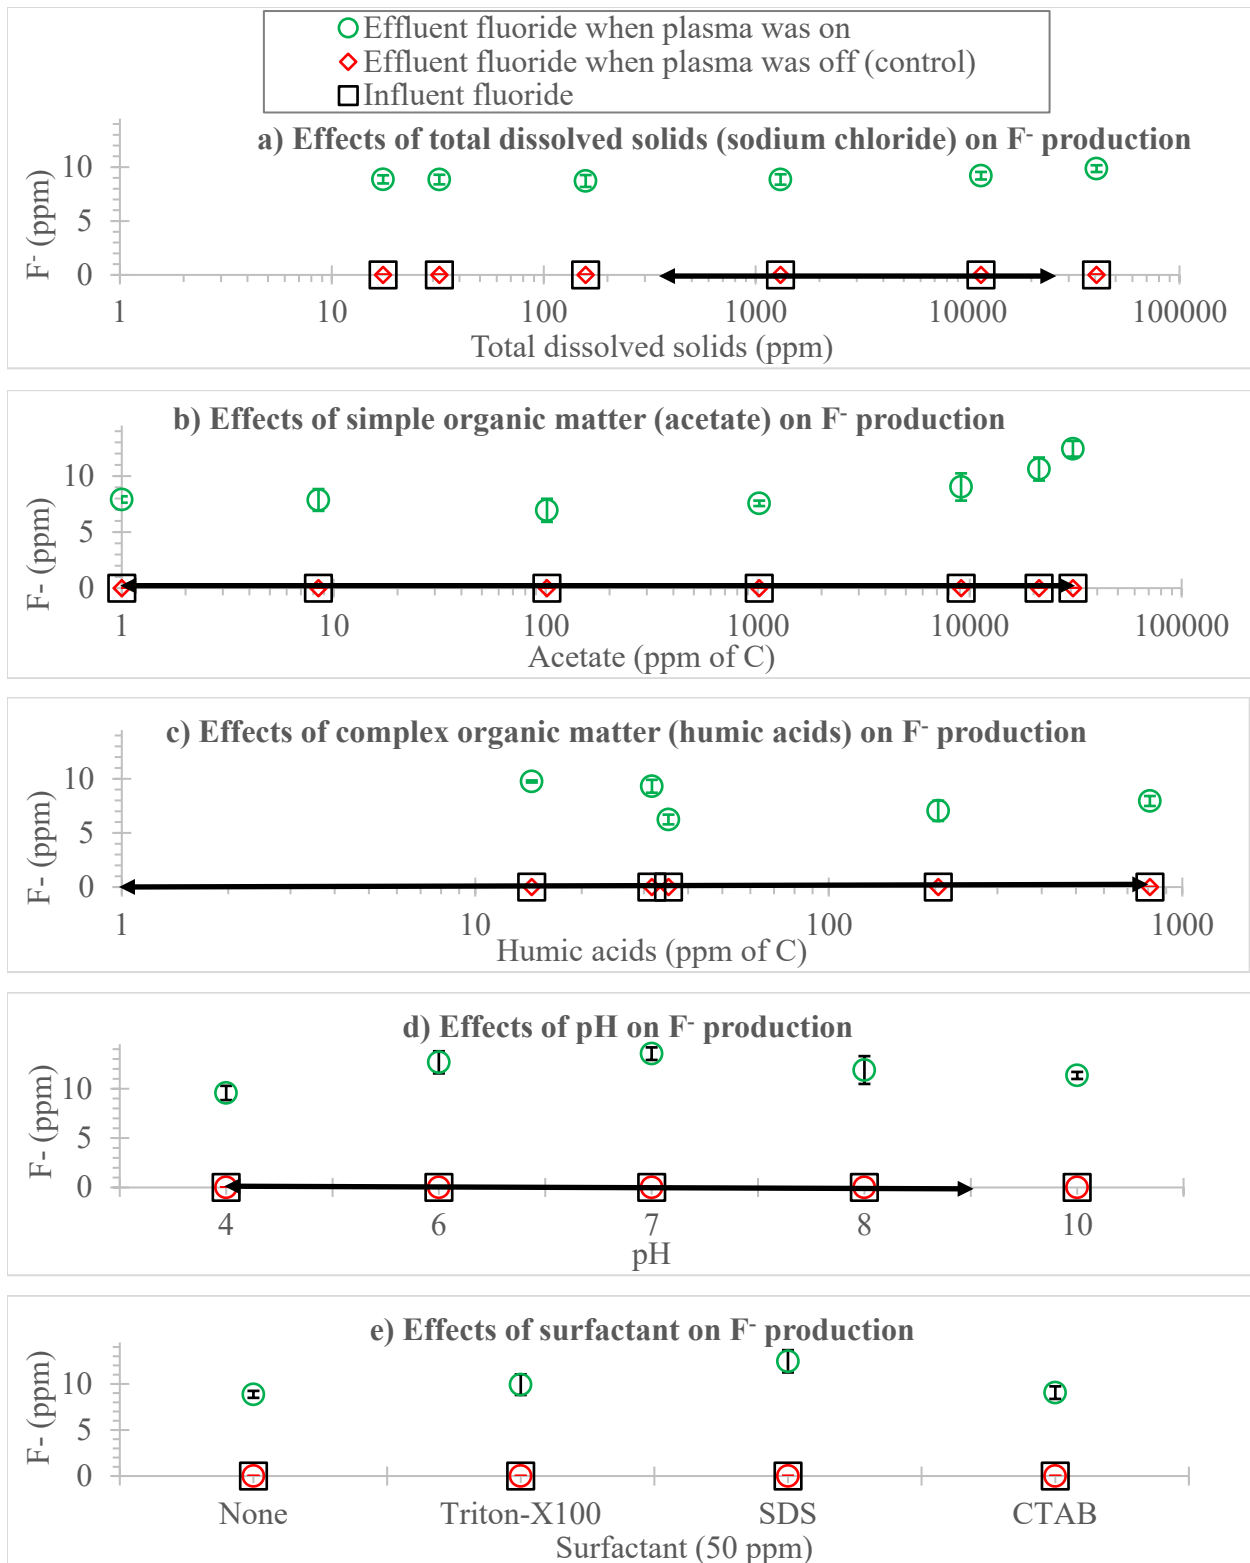 Effluent fluoride when plasma was on
Effluent fluoride when plasma was off (control)
Influent fluoride
a) Effects of total dissolved solids (sodium chloride) on F⁻ production
F⁻ (ppm)
10
5
0
1 10 100 1000 10000 100000
Total dissolved solids (ppm)
b) Effects of simple organic matter (acetate) on F⁻ production
F- (ppm)
10
5
0
1 10 100 1000 10000 100000
Acetate (ppm of C)
c) Effects of complex organic matter (humic acids) on F⁻ production
F- (ppm)
10
5
0
1 10 100 1000
Humic acids (ppm of C)
d) Effects of pH on F⁻ production
F- (ppm)
10
5
0
4 6 7 8 10
pH
e) Effects of surfactant on F⁻ production
F- (ppm)
10
5
0
None Triton-X100 SDS CTAB
Surfactant (50 ppm)